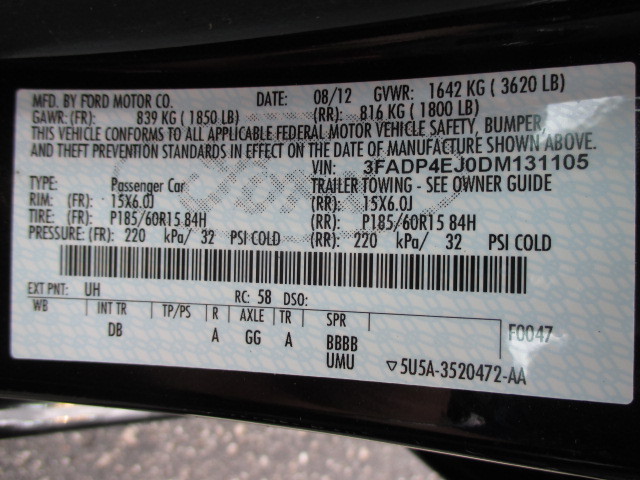 MFD. BY FORD MOTOR CO. DATE: 08/12 GVWR: 1642 KG ( 3620 LB)
GAWR: (FR): 839 KG ( 1850 LB) (RR): 816 KG ( 1800 LB)
THIS VEHICLE CONFORMS TO ALL APPLICABLE FEDERAL MOTOR VEHICLE SAFETY, BUMPER,
AND THEFT PREVENTION STANDARDS IN EFFECT ON THE DATE OF MANUFACTURE SHOWN ABOVE.
VIN: 3FADP4EJ0DM131105
TYPE: Passenger Car TRAILER TOWING - SEE OWNER GUIDE
RIM: (FR): 15X6.0J (RR): 15X6.0J
TIRE: (FR): P185/60R15 84H (RR): P185/60R15 84H
PRESSURE: (FR): 220 kPa/ 32 PSI COLD (RR): 220 kPa/ 32 PSI COLD
EXT PNT: UH RC: 58 DSO:
WB INT TR TP/PS R AXLE TR SPR F0047
DB A GG A BBBB
UMU ▽5U5A-3520472-AA